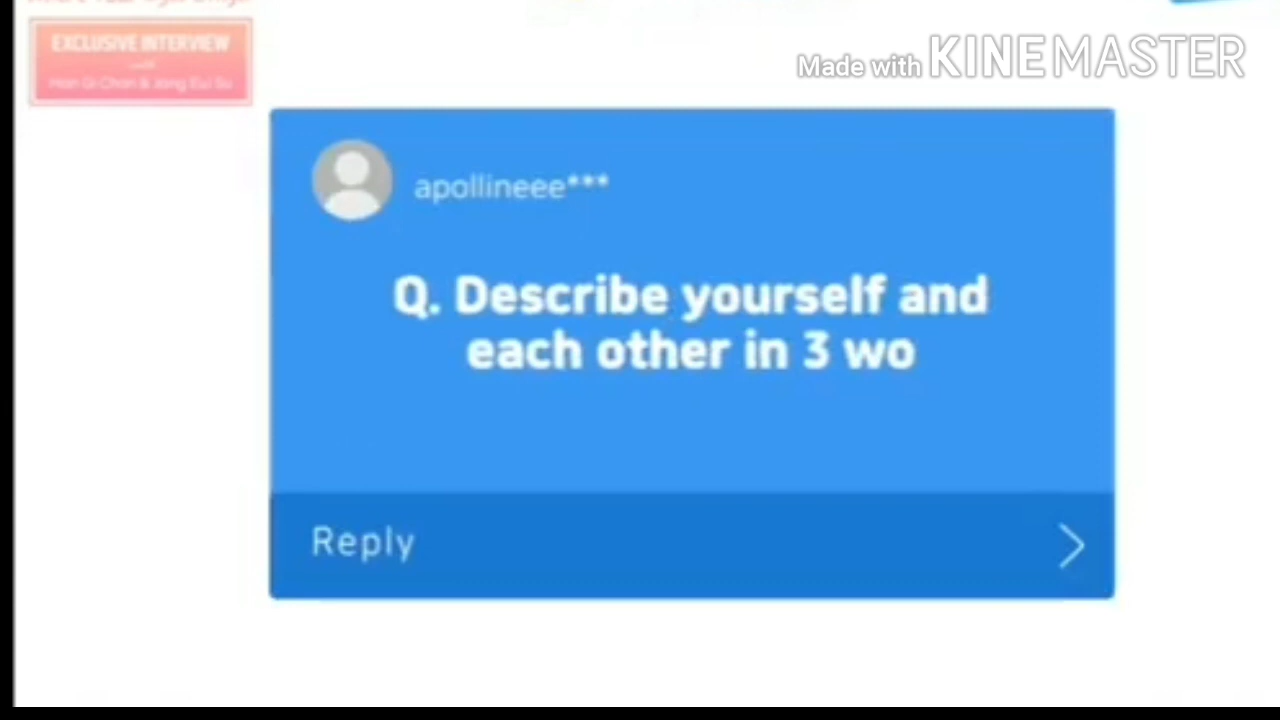 EXCLUSIVE INTERVIEW
Made with KINEMASTER
apollineee***
Q. Describe yourself and
each other in 3 wo
Reply